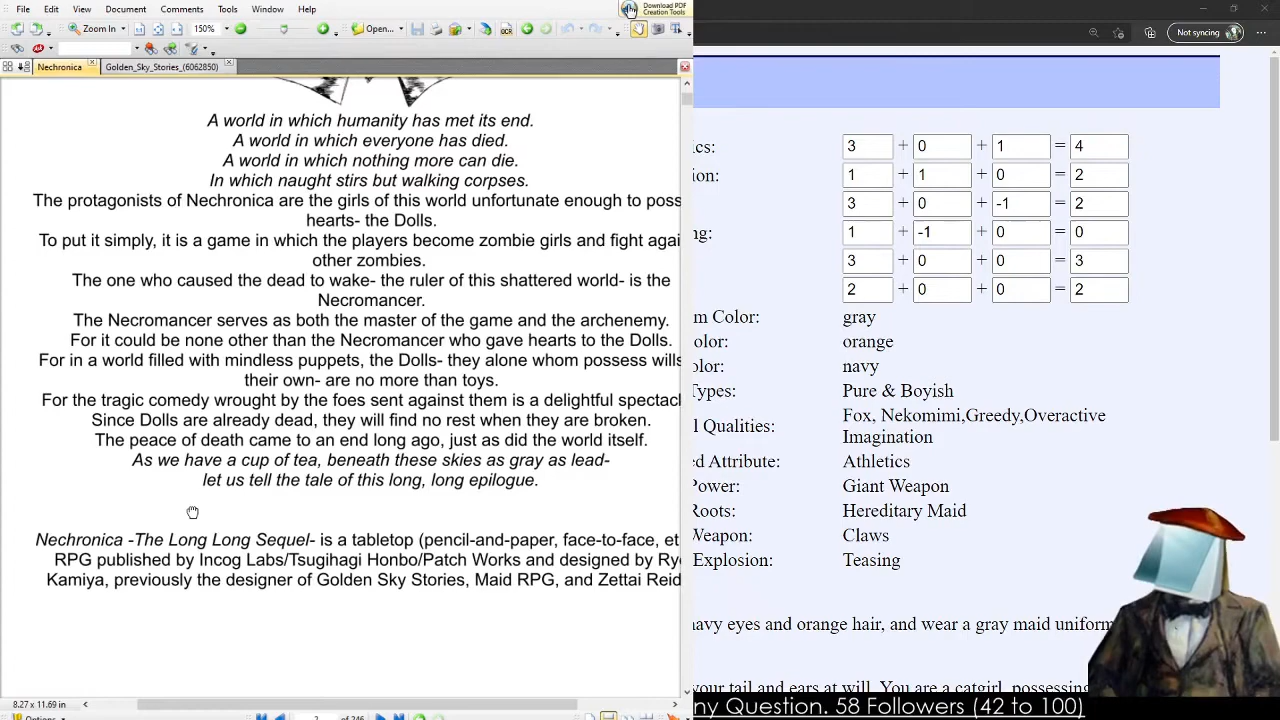 File Edit View Document Comments Tools Window Help
Download PDF
Creation Tools
Zoom In 150% Open... OCR
Nechronica Golden_Sky_Stories_(6062850)
A world in which humanity has met its end.
A world in which everyone has died.
A world in which nothing more can die.
In which naught stirs but walking corpses.
The protagonists of Nechronica are the girls of this world unfortunate enough to poss
hearts- the Dolls.
To put it simply, it is a game in which the players become zombie girls and fight agai
other zombies.
The one who caused the dead to wake- the ruler of this shattered world- is the
Necromancer.
The Necromancer serves as both the master of the game and the archenemy.
For it could be none other than the Necromancer who gave hearts to the Dolls.
For in a world filled with mindless puppets, the Dolls- they alone whom possess wills
their own- are no more than toys.
For the tragic comedy wrought by the foes sent against them is a delightful spectacl
Since Dolls are already dead, they will find no rest when they are broken.
The peace of death came to an end long ago, just as did the world itself.
As we have a cup of tea, beneath these skies as gray as lead-
let us tell the tale of this long, long epilogue.
Nechronica -The Long Long Sequel- is a tabletop (pencil-and-paper, face-to-face, et
RPG published by Incog Labs/Tsugihagi Honbo/Patch Works and designed by Ry
Kamiya, previously the designer of Golden Sky Stories, Maid RPG, and Zettai Reid
8.27 x 11.69 in
Options
2 of 246
Not syncing
ics: 3 + 0 + 1 = 4
ion: 1 + 1 + 0 = 2
3 + 0 + -1 = 2
ng: 1 + -1 + 0 = 0
3 + 0 + 0 = 3
2 + 0 + 0 = 2
m Color: gray
olor: orange
olor: navy
Types: Pure & Boyish
l Qualities: Fox, Nekomimi,Greedy,Overactive
Imagination
ed Attribute: Athletics
Power: Giant Weapon
Roots: Hereditary Maid
Weapon: Claws
Explosion: Teasing
navy eyes and orange hair, and wear a gray maid uniform
your tail and ears at will. You are a catgirl, possessing
ny Question. 58 Followers (42 to 100)